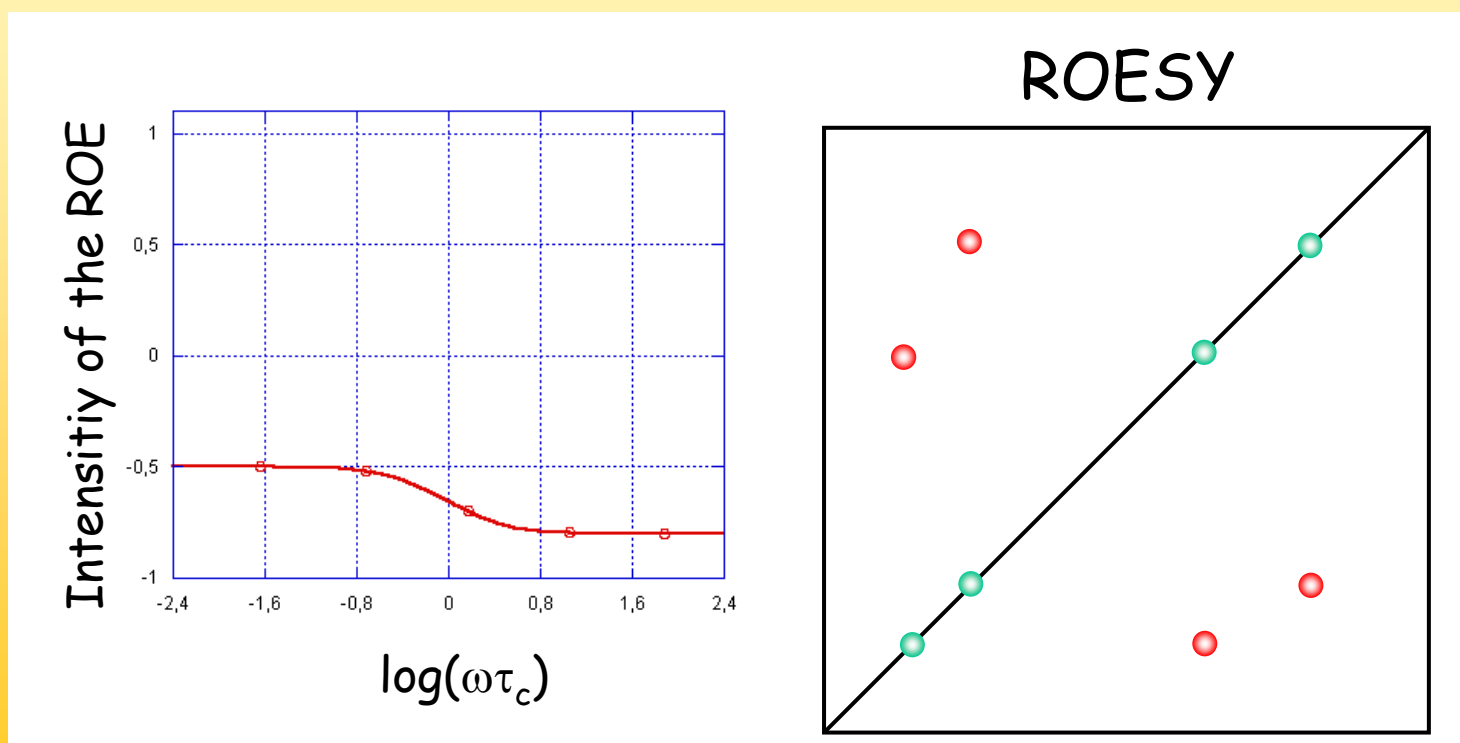 ROESY
Intensitiy of the ROE
1
0,5
0
-0,5
-1
-2,4 -1,6 -0,8 0 0,8 1,6 2,4
log(ωτc)